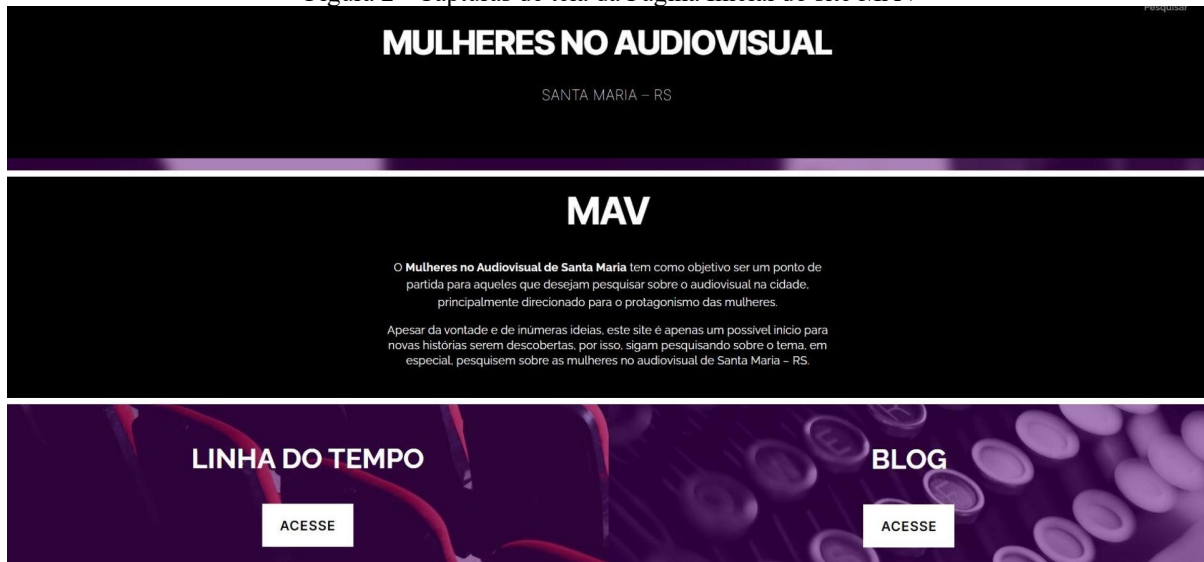 Pesquisar
MULHERES NO AUDIOVISUAL
SANTA MARIA – RS
MAV
O Mulheres no Audiovisual de Santa Maria tem como objetivo ser um ponto de
partida para aqueles que desejam pesquisar sobre o audiovisual na cidade,
principalmente direcionado para o protagonismo das mulheres.
Apesar da vontade e de inúmeras ideias, este site é apenas um possível início para
novas histórias serem descobertas, por isso, sigam pesquisando sobre o tema, em
especial, pesquisem sobre as mulheres no audiovisual de Santa Maria – RS.
LINHA DO TEMPO
ACESSE
BLOG
ACESSE